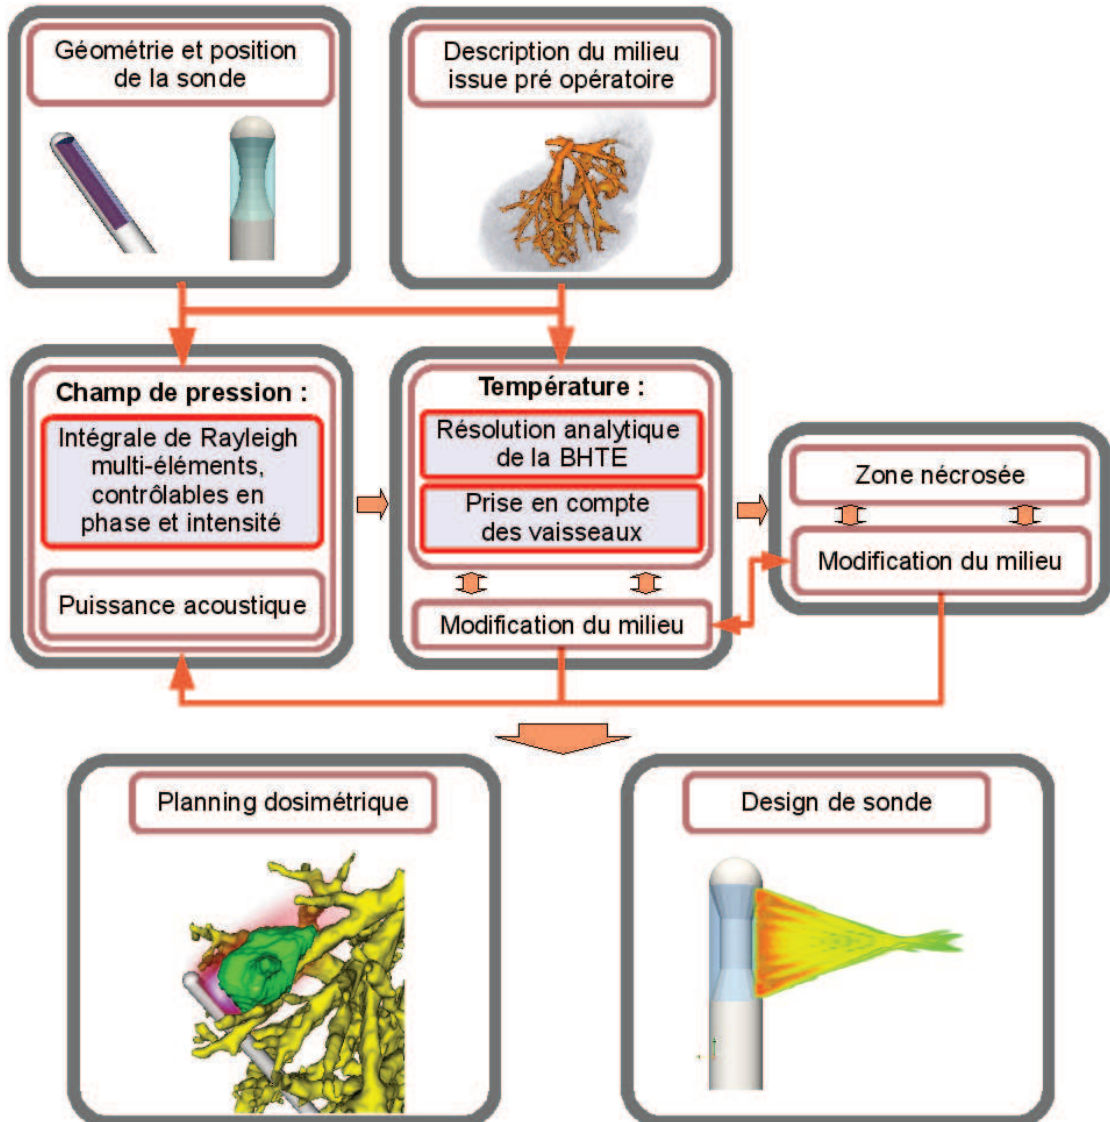 Géométrie et position
de la sonde
Description du milieu
issue pré opératoire
Champ de pression :
Intégrale de Rayleigh
multi-éléments,
contrôlables en
phase et intensité
Puissance acoustique
Température :
Résolution analytique
de la BHTE
Prise en compte
des vaisseaux
Modification du milieu
Zone nécrosée
Modification du milieu
Planning dosimétrique
Design de sonde